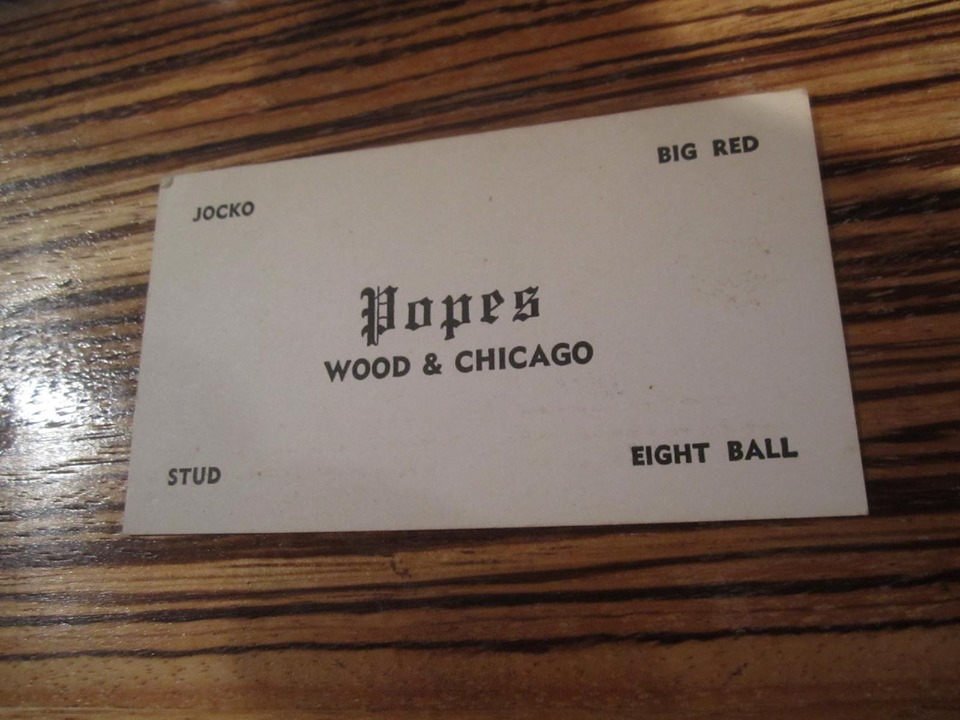 JOCKO
BIG RED
Popes
WOOD & CHICAGO
STUD
EIGHT BALL